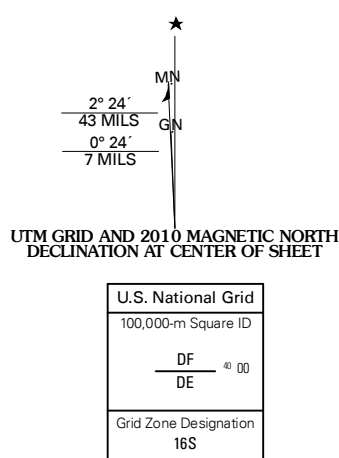 ★
MN
2° 24´
43 MILS
GN
0° 24´
7 MILS
UTM GRID AND 2010 MAGNETIC NORTH
DECLINATION AT CENTER OF SHEET
U.S. National Grid
100,000-m Square ID
DF
40 00
DE
Grid Zone Designation
16S